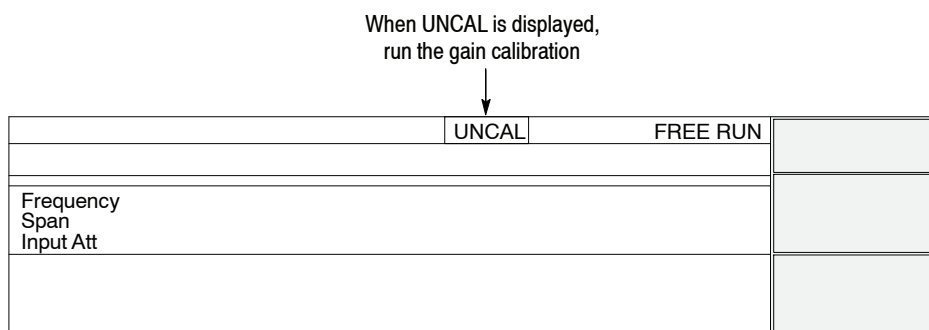 When UNCAL is displayed,
run the gain calibration
UNCAL FREE RUN
Frequency
Span
Input Att